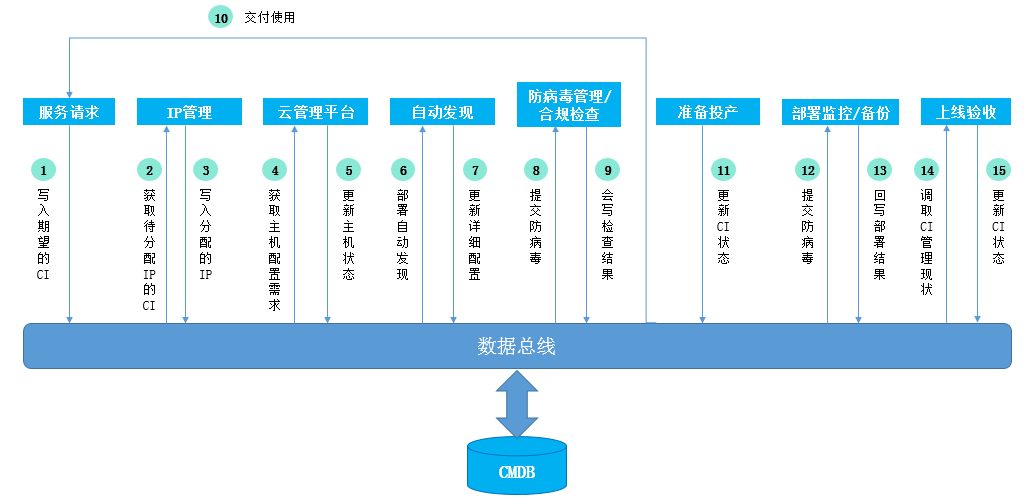 10 交付使用
服务请求
IP管理
云管理平台
自动发现
防病毒管理/
合规检查
准备投产
部署监控/备份
上线验收
1
写入期望的CI
2
获取待分配IP的CI
3
写入分配的IP
4
获取主机配置需求
5
更新主机状态
6
部署自动发现
7
更新详细配置
8
提交防病毒
9
会写检查结果
11
更新CI状态
12
提交防病毒
13
回写部署结果
14
调取CI管理现状
15
更新CI状态
数据总线
CMDB